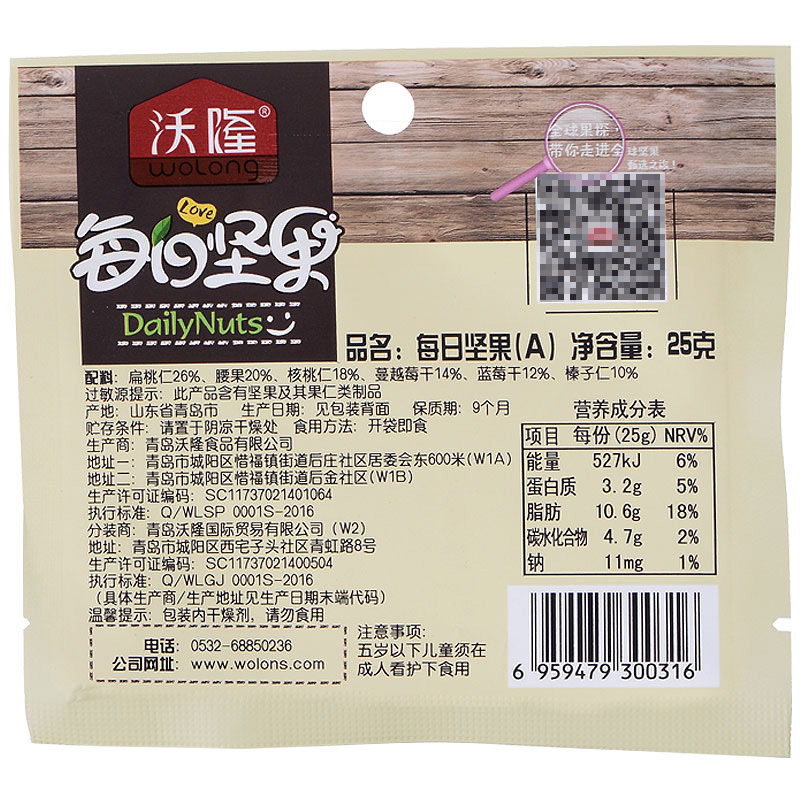 沃隆®
wolong
Love
每日坚果
DailyNuts
全球果探，
带你走进全球坚果
甄选之旅！
品名：每日坚果(A) 净含量：25克
配料：扁桃仁26%、腰果20%、核桃仁18%、蔓越莓干14%、蓝莓干12%、榛子仁10%
过敏源提示：此产品含有坚果及其果仁类制品
产地：山东省青岛市 生产日期：见包装背面 保质期：9个月
贮存条件：请置于阴凉干燥处 食用方法：开袋即食
生产商：青岛沃隆食品有限公司
地址一：青岛市城阳区惜福镇街道后庄社区居委会东600米(W1A)
地址二：青岛市城阳区惜福镇街道后金社区(W1B)
生产许可证编码：SC11737021401064
执行标准：Q/WLSP 0001S-2016
分装商：青岛沃隆国际贸易有限公司（W2）
地址：青岛市城阳区西宅子头社区青虹路8号
生产许可证编码：SC11737021400504
执行标准：Q/WLGJ 0001S-2016
（具体生产商/生产地址见生产日期末端代码）
温馨提示：包装内干燥剂，请勿食用
电话：0532-68850236
公司网址：www.wolons.com
注意事项：
五岁以下儿童须在
成人看护下食用
营养成分表
项目 每份(25g) NRV%
能量 527kJ 6%
蛋白质 3.2g 5%
脂肪 10.6g 18%
碳水化合物 4.7g 2%
钠 11mg 1%
6 959479 300316